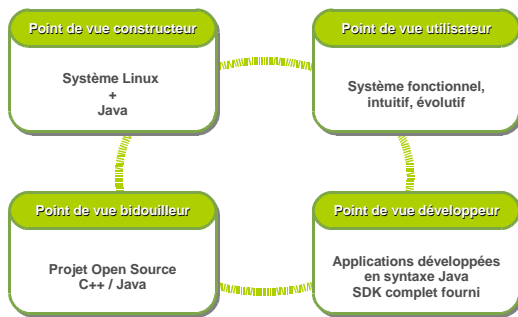 Point de vue constructeur
Système Linux
+
Java
Point de vue utilisateur
Système fonctionnel,
intuitif, évolutif
Point de vue bidouilleur
Projet Open Source
C++ / Java
Point de vue développeur
Applications développées
en syntaxe Java
SDK complet fourni